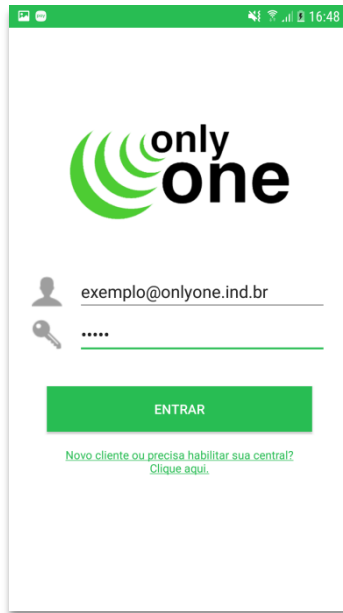 16:48
only
one
exemplo@onlyone.ind.br
•••••
ENTRAR
Novo cliente ou precisa habilitar sua central?
Clique aqui.